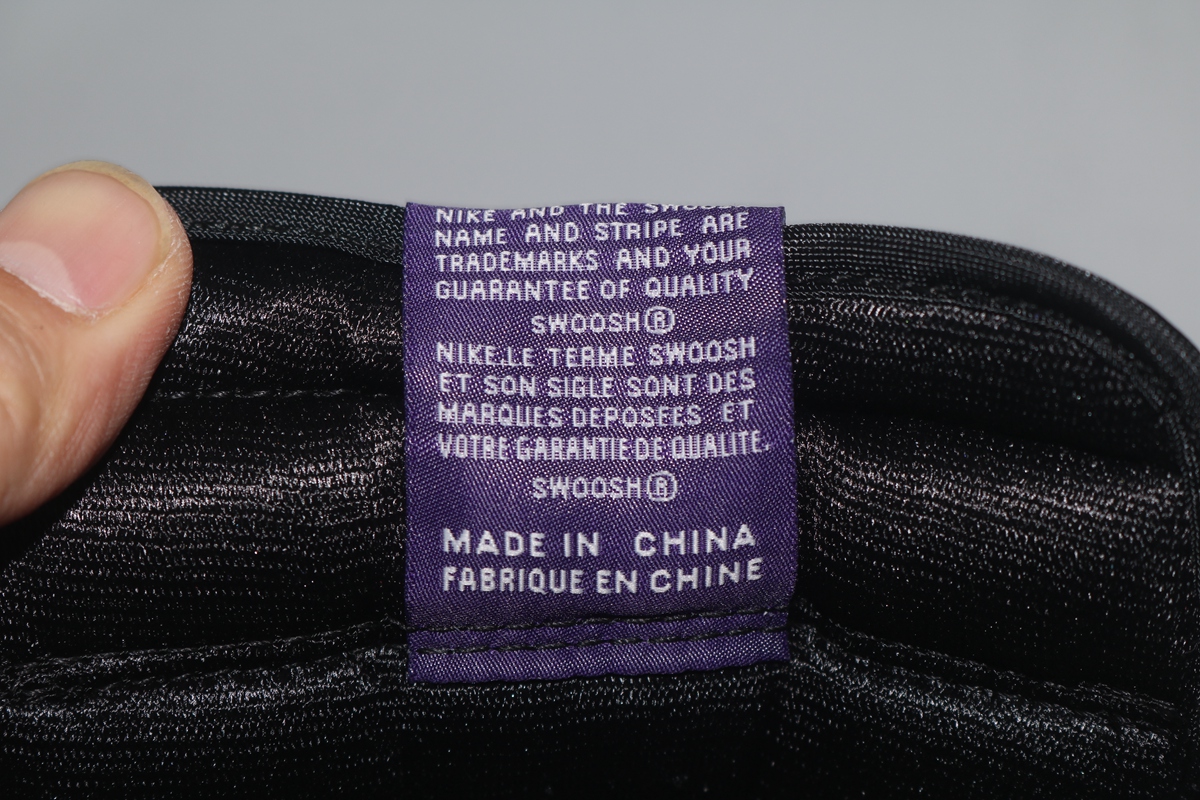 NIKE AND THE SWOOSH
NAME AND STRIPE ARE
TRADEMARKS AND YOUR
GUARANTEE OF QUALITY
SWOOSH®
NIKE.LE TERME SWOOSH
ET SON SIGLE SONT DES
MARQUES DEPOSEES ET
VOTRE GARANTIE DE QUALITE.
SWOOSH®
MADE IN CHINA
FABRIQUE EN CHINE